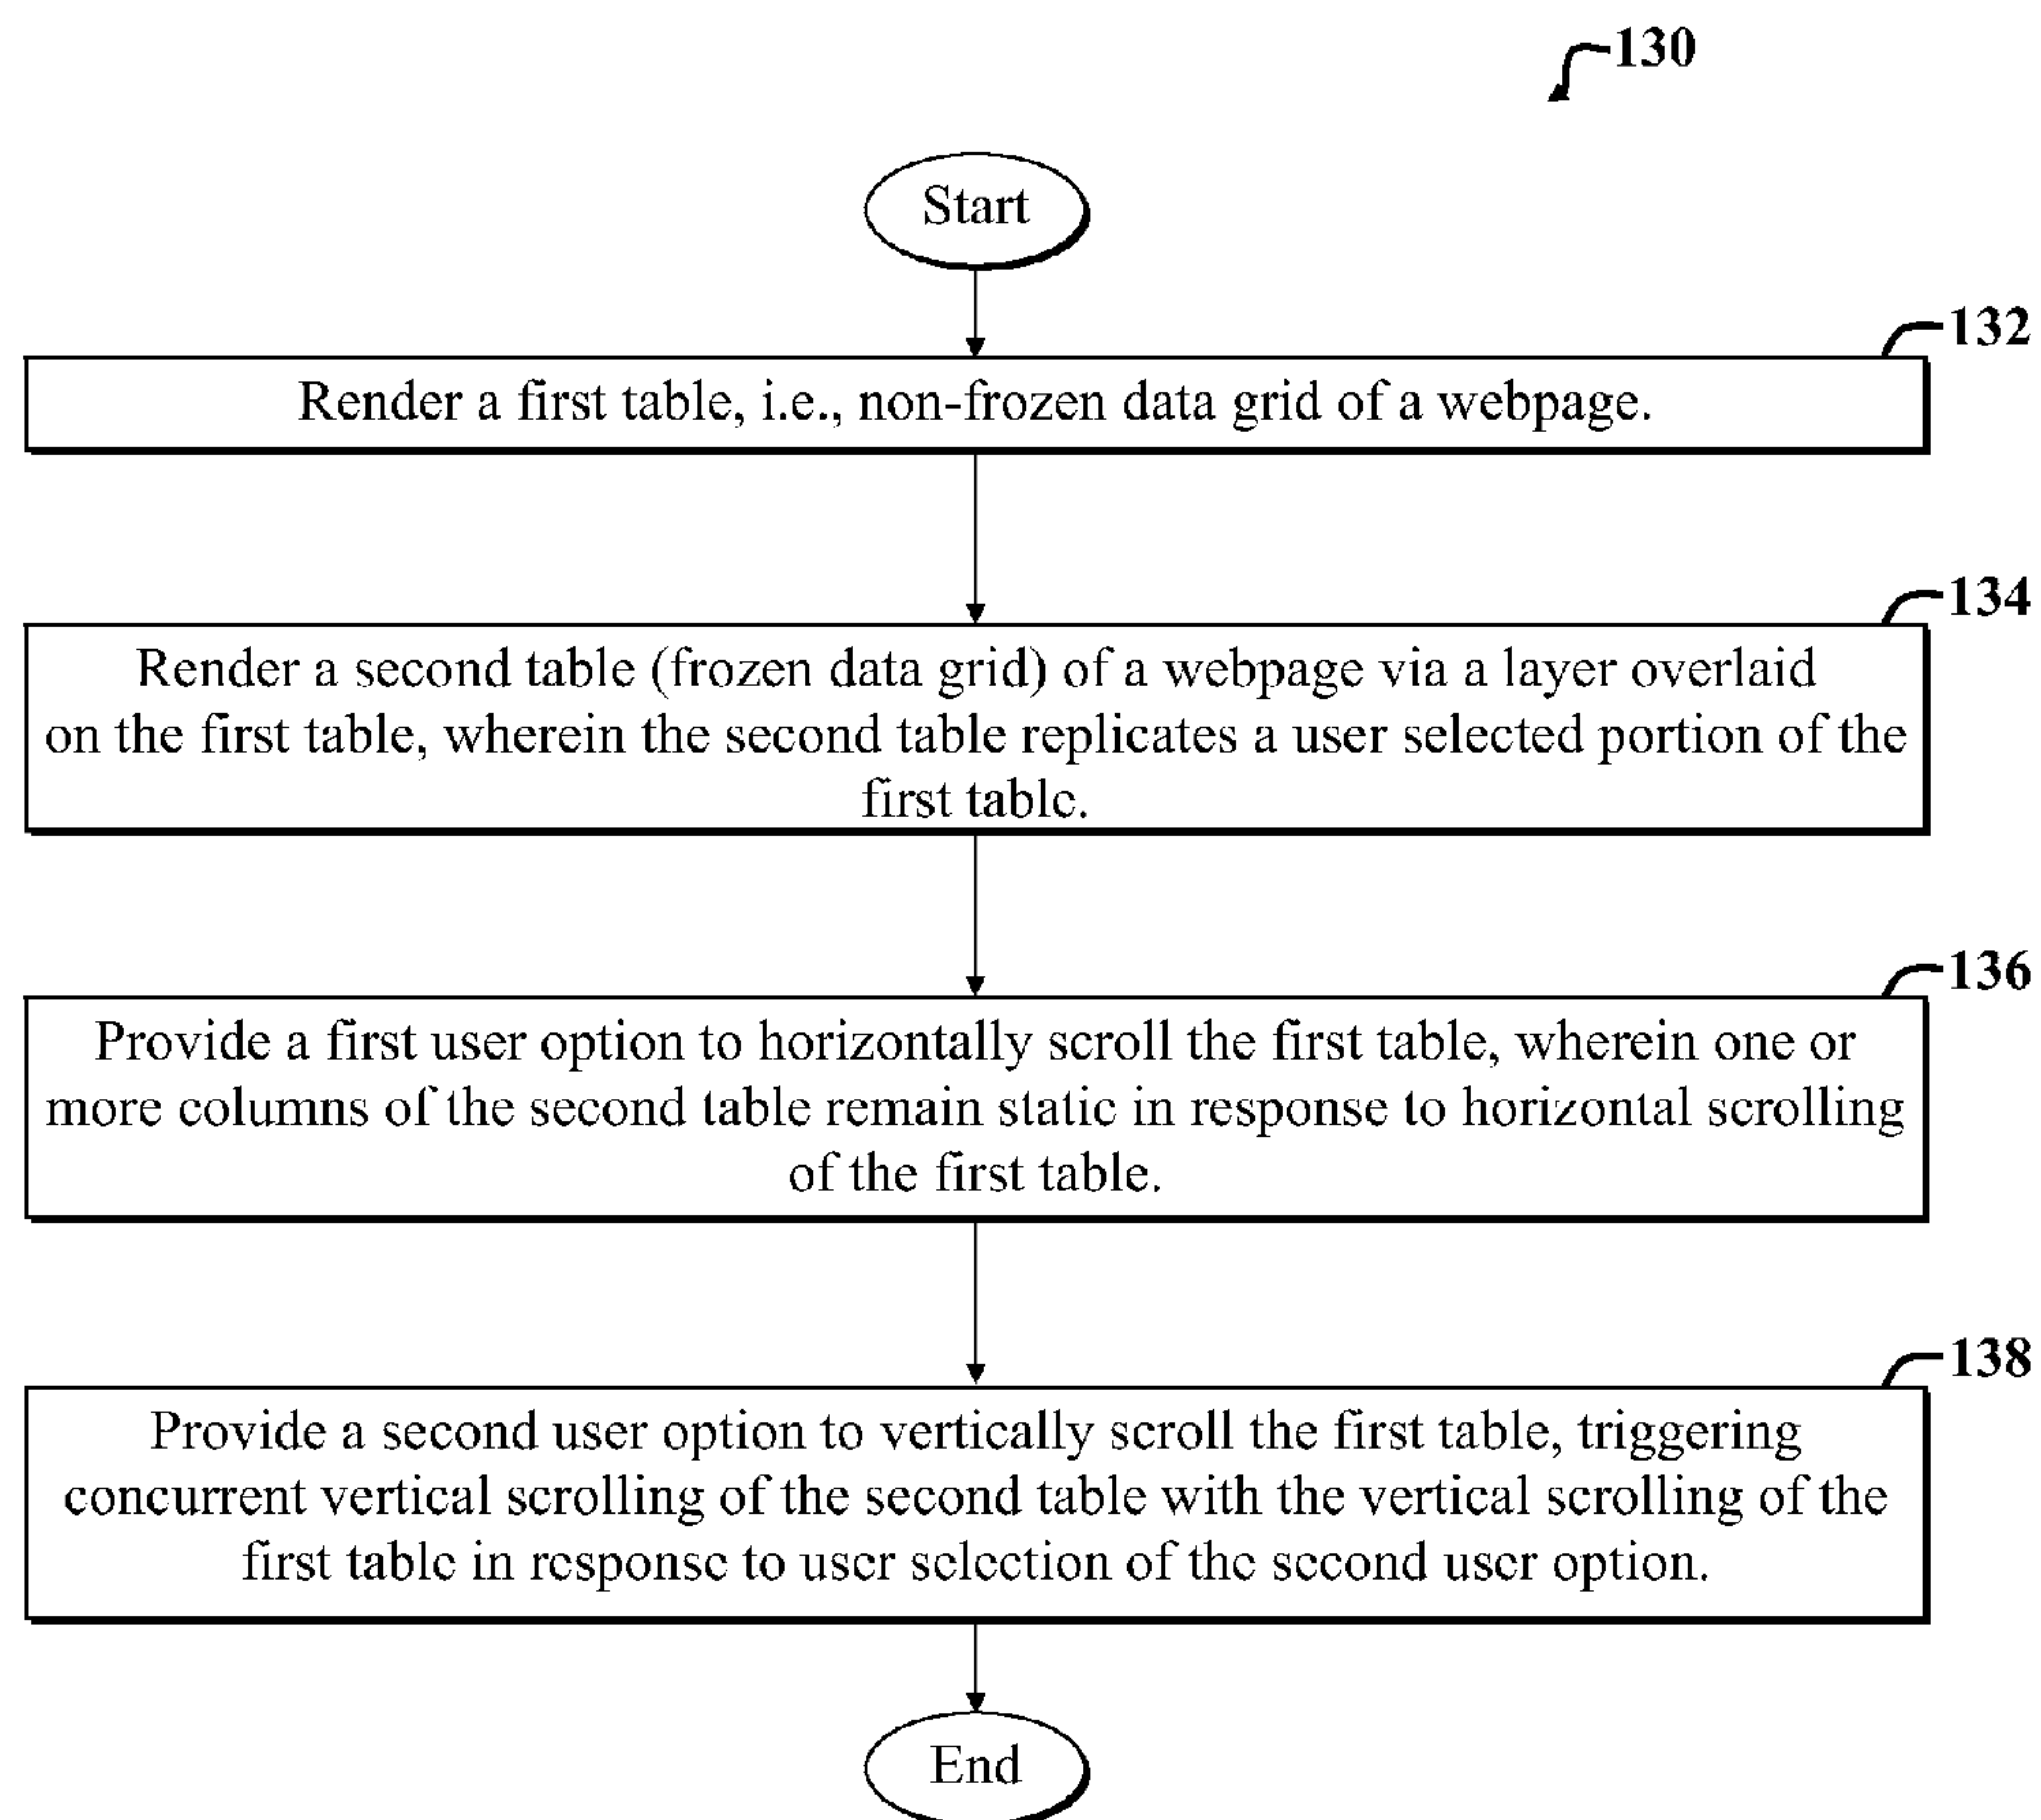 130
Start
132
Render a first table, i.e., non-frozen data grid of a webpage.
134
Render a second table (frozen data grid) of a webpage via a layer overlaid
on the first table, wherein the second table replicates a user selected portion of the
first table.
136
Provide a first user option to horizontally scroll the first table, wherein one or
more columns of the second table remain static in response to horizontal scrolling
of the first table.
138
Provide a second user option to vertically scroll the first table, triggering
concurrent vertical scrolling of the second table with the vertical scrolling of the
first table in response to user selection of the second user option.
End